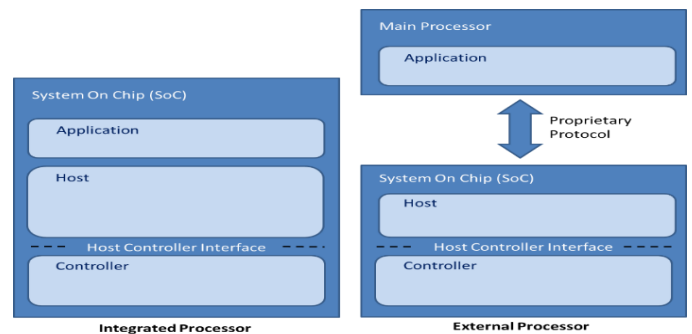 System On Chip (SoC)
Application
Host
Host Controller Interface
Controller
Integrated Processor
Main Processor
Application
Proprietary
Protocol
System On Chip (SoC)
Host
Host Controller Interface
Controller
External Processor